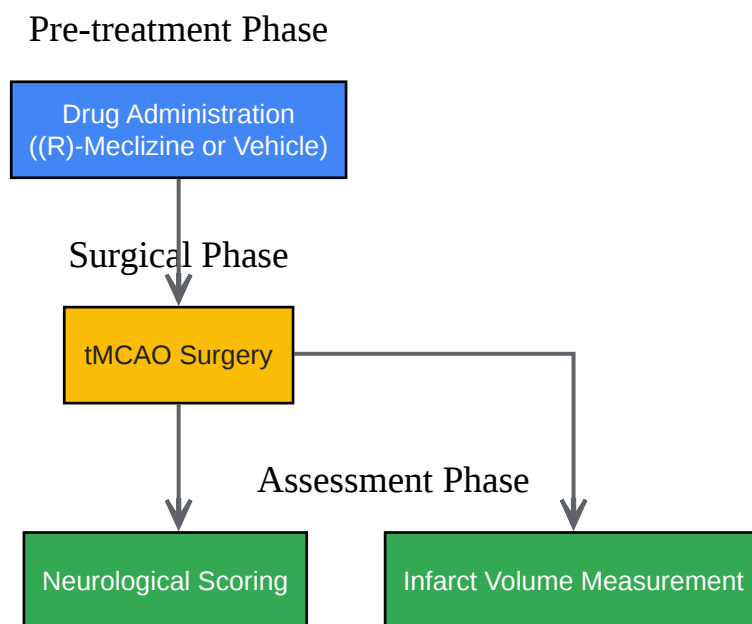 Pre-treatment Phase
Drug Administration
((R)-Meclizine or Vehicle)
Surgical Phase
tMCAO Surgery
Assessment Phase
Neurological Scoring
Infarct Volume Measurement